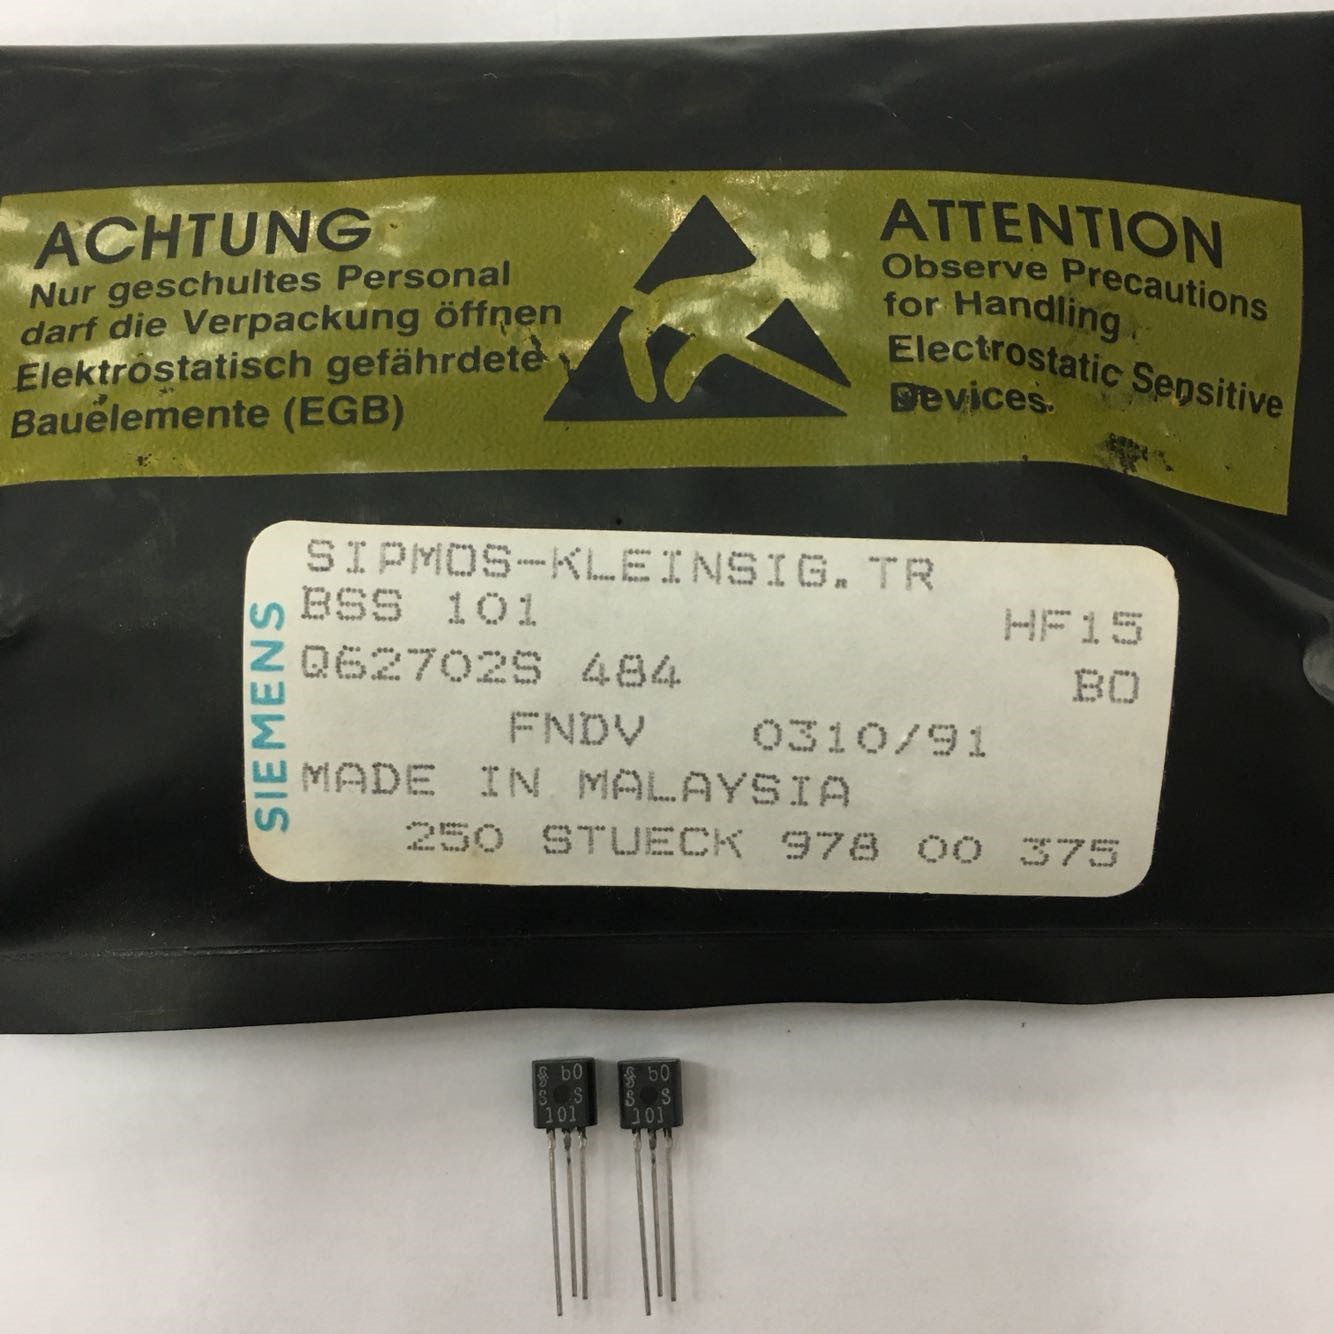 ACHTUNG
Nur geschultes Personal
darf die Verpackung öffnen
Elektrostatisch gefährdete
Bauelemente (EGB)
ATTENTION
Observe Precautions
for Handling
Electrostatic Sensitive
Devices.
SIEMENS
SIPMOS-KLEINSIG. TR
BSS 101 HF15
Q62702S 484 B0
FNDV 0310/91
MADE IN MALAYSIA
250 STUECK 978 00 375
b0
S S
101
b0
S S
101